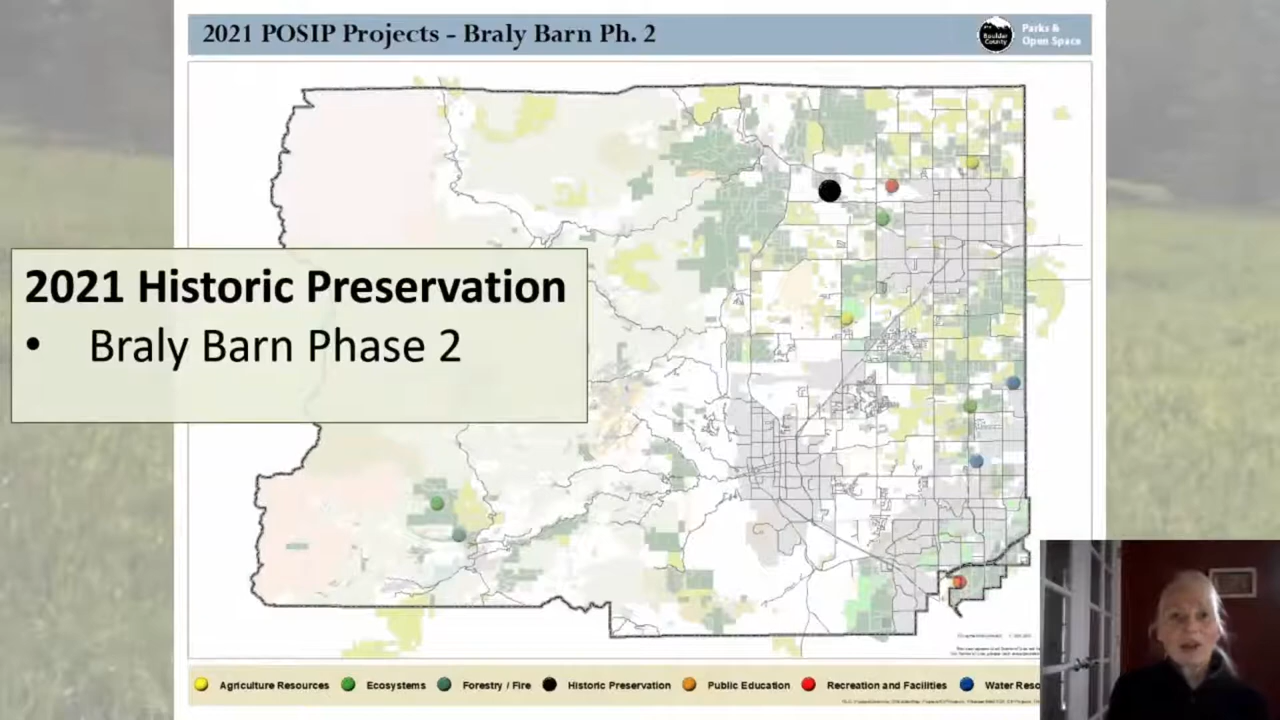 2021 POSIP Projects - Braly Barn Ph. 2
Boulder
County
Parks &
Open Space
2021 Historic Preservation
• Braly Barn Phase 2
Agriculture Resources
Ecosystems
Forestry / Fire
Historic Preservation
Public Education
Recreation and Facilities
Water Reso